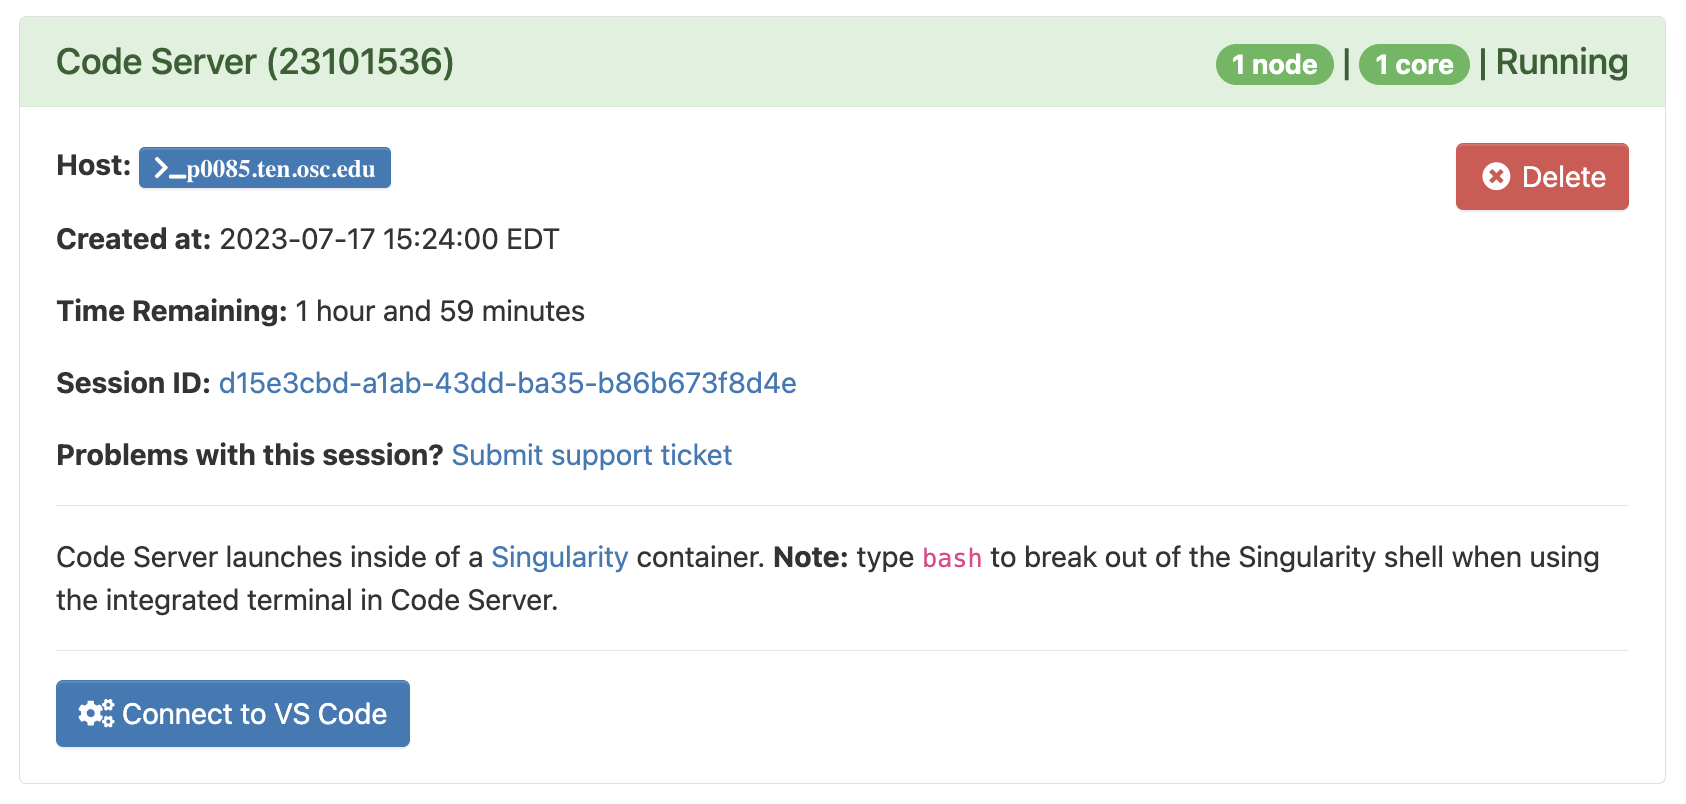 Code Server (23101536)
1 node | 1 core | Running
Host: >_p0085.ten.osc.edu
Delete
Created at: 2023-07-17 15:24:00 EDT
Time Remaining: 1 hour and 59 minutes
Session ID: d15e3cbd-a1ab-43dd-ba35-b86b673f8d4e
Problems with this session? Submit support ticket
Code Server launches inside of a Singularity container. Note: type bash to break out of the Singularity shell when using
the integrated terminal in Code Server.
Connect to VS Code